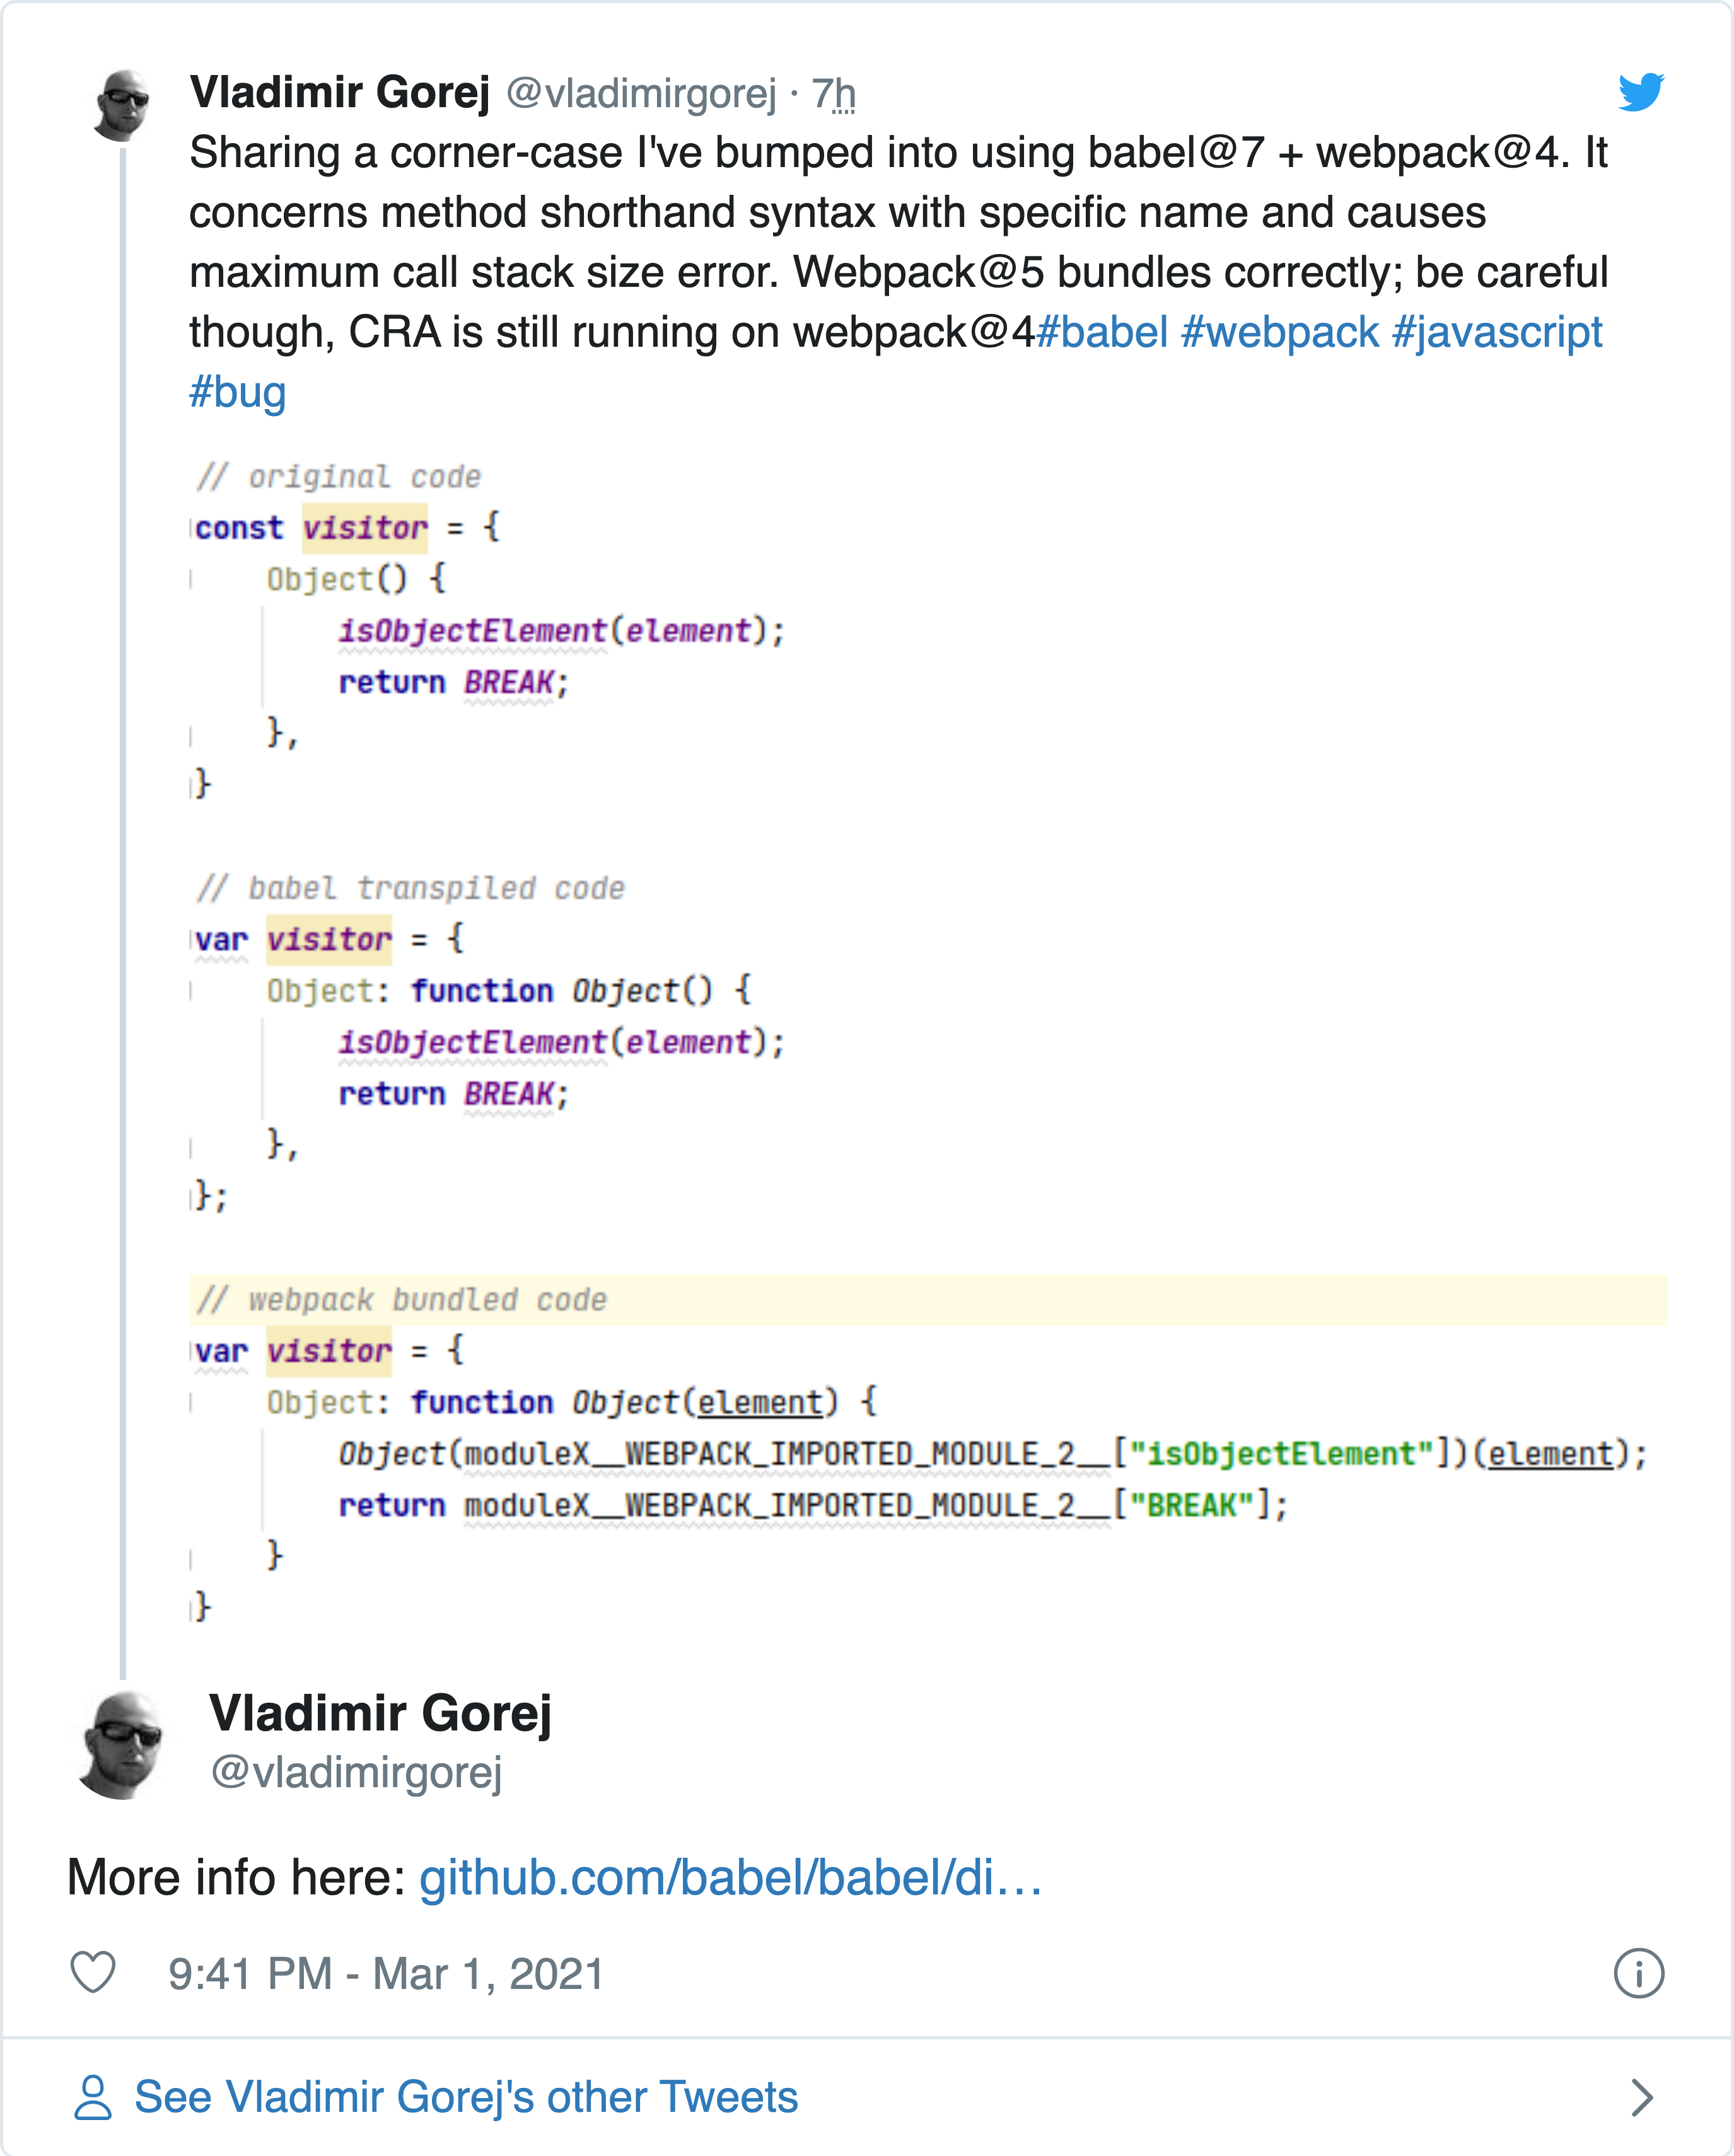 Vladimir Gorej @vladimirgorej · 7h
Sharing a corner-case I've bumped into using babel@7 + webpack@4. It
concerns method shorthand syntax with specific name and causes
maximum call stack size error. Webpack@5 bundles correctly; be careful
though, CRA is still running on webpack@4#babel #webpack #javascript
#bug
// original code
const visitor = {
    Object() {
        isObjectElement(element);
        return BREAK;
    },
}
// babel transpiled code
var visitor = {
    Object: function Object() {
        isObjectElement(element);
        return BREAK;
    },
};
// webpack bundled code
var visitor = {
    Object: function Object(element) {
        Object(moduleX__WEBPACK_IMPORTED_MODULE_2__["isObjectElement"])(element);
        return moduleX__WEBPACK_IMPORTED_MODULE_2__["BREAK"];
    }
}
Vladimir Gorej
@vladimirgorej
More info here: github.com/babel/babel/di…
9:41 PM - Mar 1, 2021
See Vladimir Gorej's other Tweets